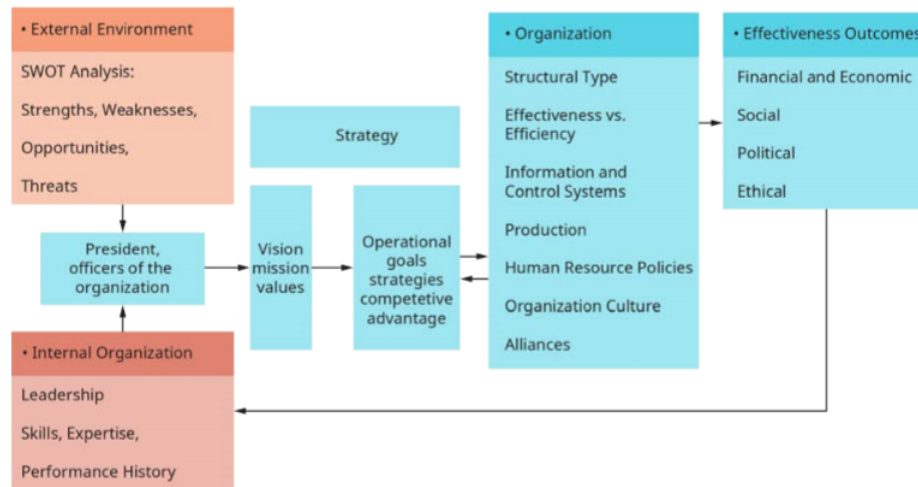 • External Environment
SWOT Analysis:
Strengths, Weaknesses,
Opportunities,
Threats
President,
officers of the
organization
• Internal Organization
Leadership
Skills, Expertise,
Performance History
Strategy
Vision
mission
values
Operational
goals
strategies
competetive
advantage
• Organization
Structural Type
Effectiveness vs.
Efficiency
Information and
Control Systems
Production
Human Resource Policies
Organization Culture
Alliances
• Effectiveness Outcomes
Financial and Economic
Social
Political
Ethical